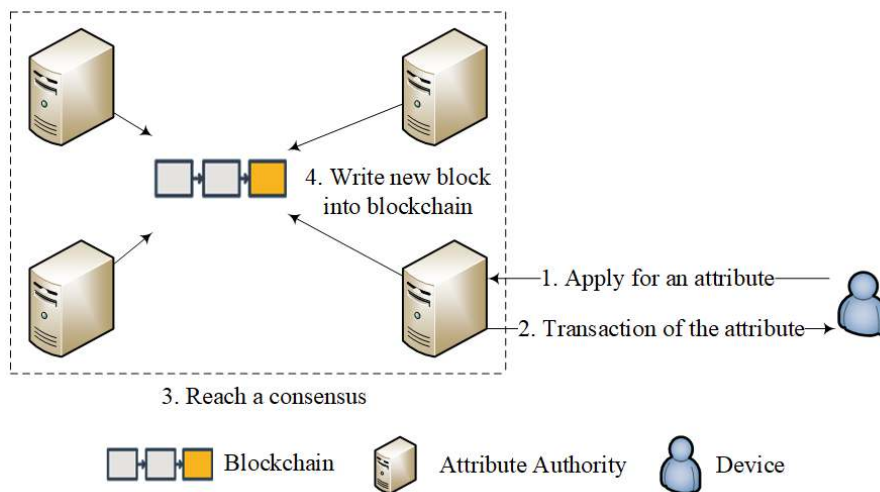 4. Write new block
into blockchain
1. Apply for an attribute
2. Transaction of the attribute
3. Reach a consensus
Blockchain
Attribute Authority
Device